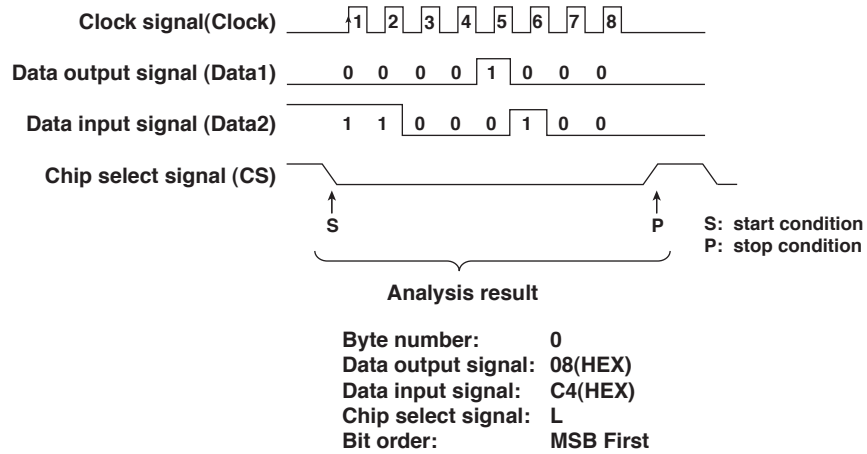 Clock signal(Clock) 1 2 3 4 5 6 7 8
Data output signal (Data1) 0 0 0 0 1 0 0 0
Data input signal (Data2) 1 1 0 0 0 1 0 0
Chip select signal (CS)
S P
S: start condition
P: stop condition
Analysis result
Byte number: 0
Data output signal: 08(HEX)
Data input signal: C4(HEX)
Chip select signal: L
Bit order: MSB First